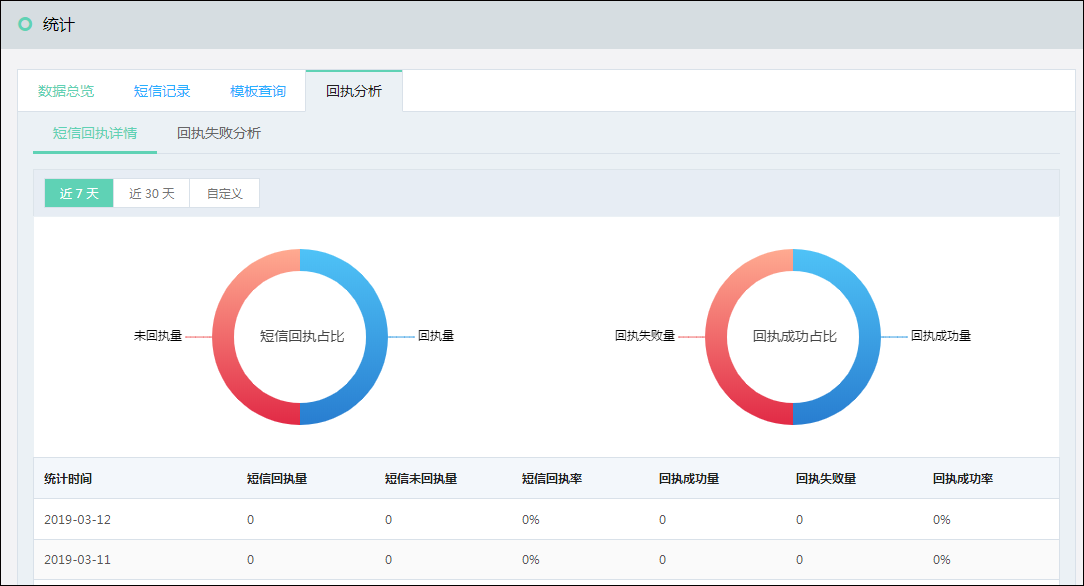 统计
数据总览 短信记录 模板查询 回执分析
短信回执详情 回执失败分析
近 7 天 近 30 天 自定义
未回执量 短信回执占比 回执量 回执失败量 回执成功占比 回执成功量
统计时间 短信回执量 短信未回执量 短信回执率 回执成功量 回执失败量 回执成功率
2019-03-12 0 0 0% 0 0 0%
2019-03-11 0 0 0% 0 0 0%